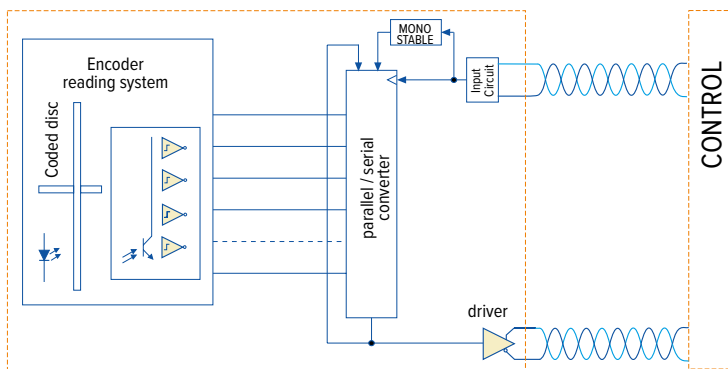 Encoder
reading system
Coded disc
MONO
STABLE
parallel / serial
converter
Input
Circuit
driver
CONTROL